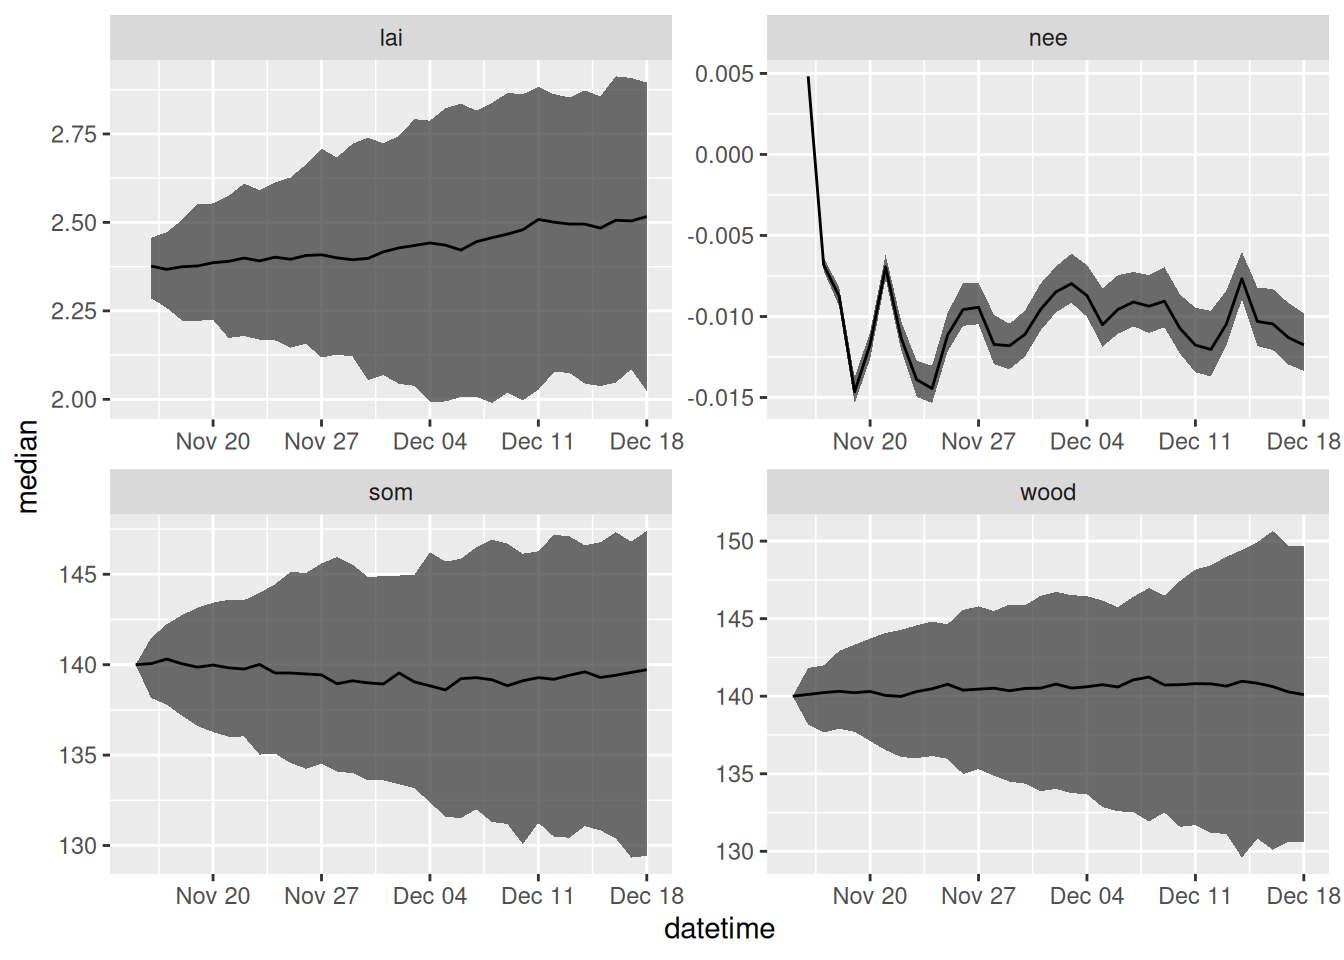 lai
nee
2.75
2.50
2.25
2.00
0.005
0.000
-0.005
-0.010
-0.015
Nov 20 Nov 27 Dec 04 Dec 11 Dec 18
Nov 20 Nov 27 Dec 04 Dec 11 Dec 18
median
som
wood
145
140
135
130
150
145
140
135
130
Nov 20 Nov 27 Dec 04 Dec 11 Dec 18
Nov 20 Nov 27 Dec 04 Dec 11 Dec 18
datetime